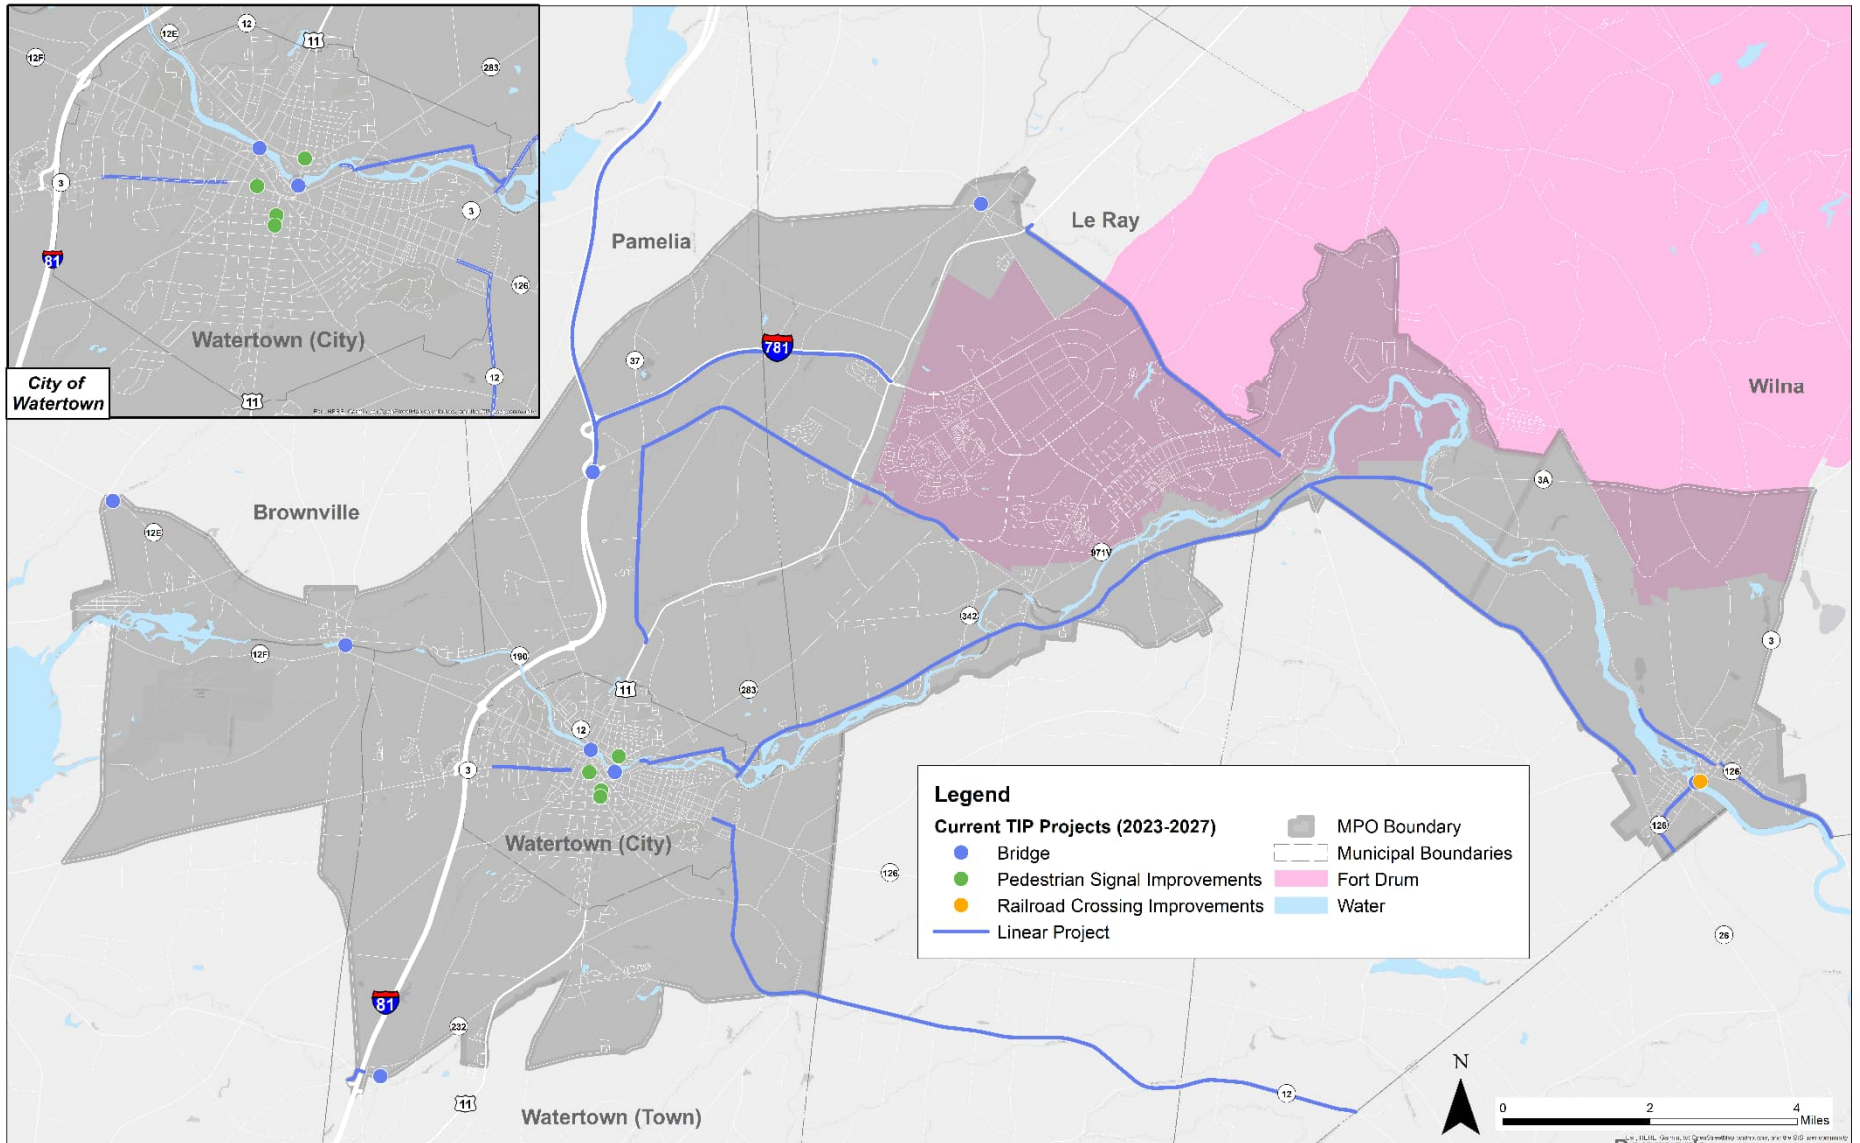 12
11
12E
12F
283
3
3
81
126
Watertown (City)
12
11
City of
Watertown
Pamelia
Le Ray
Wilna
781
37
3A
Brownville
12E
971V
342
3
12F
190
11
283
12
3
126
126
Watertown (City)
126
26
81
232
11
Watertown (Town)
12
Legend
Current TIP Projects (2023-2027)
Bridge
Pedestrian Signal Improvements
Railroad Crossing Improvements
Linear Project
MPO Boundary
Municipal Boundaries
Fort Drum
Water
N
0 2 4
Miles